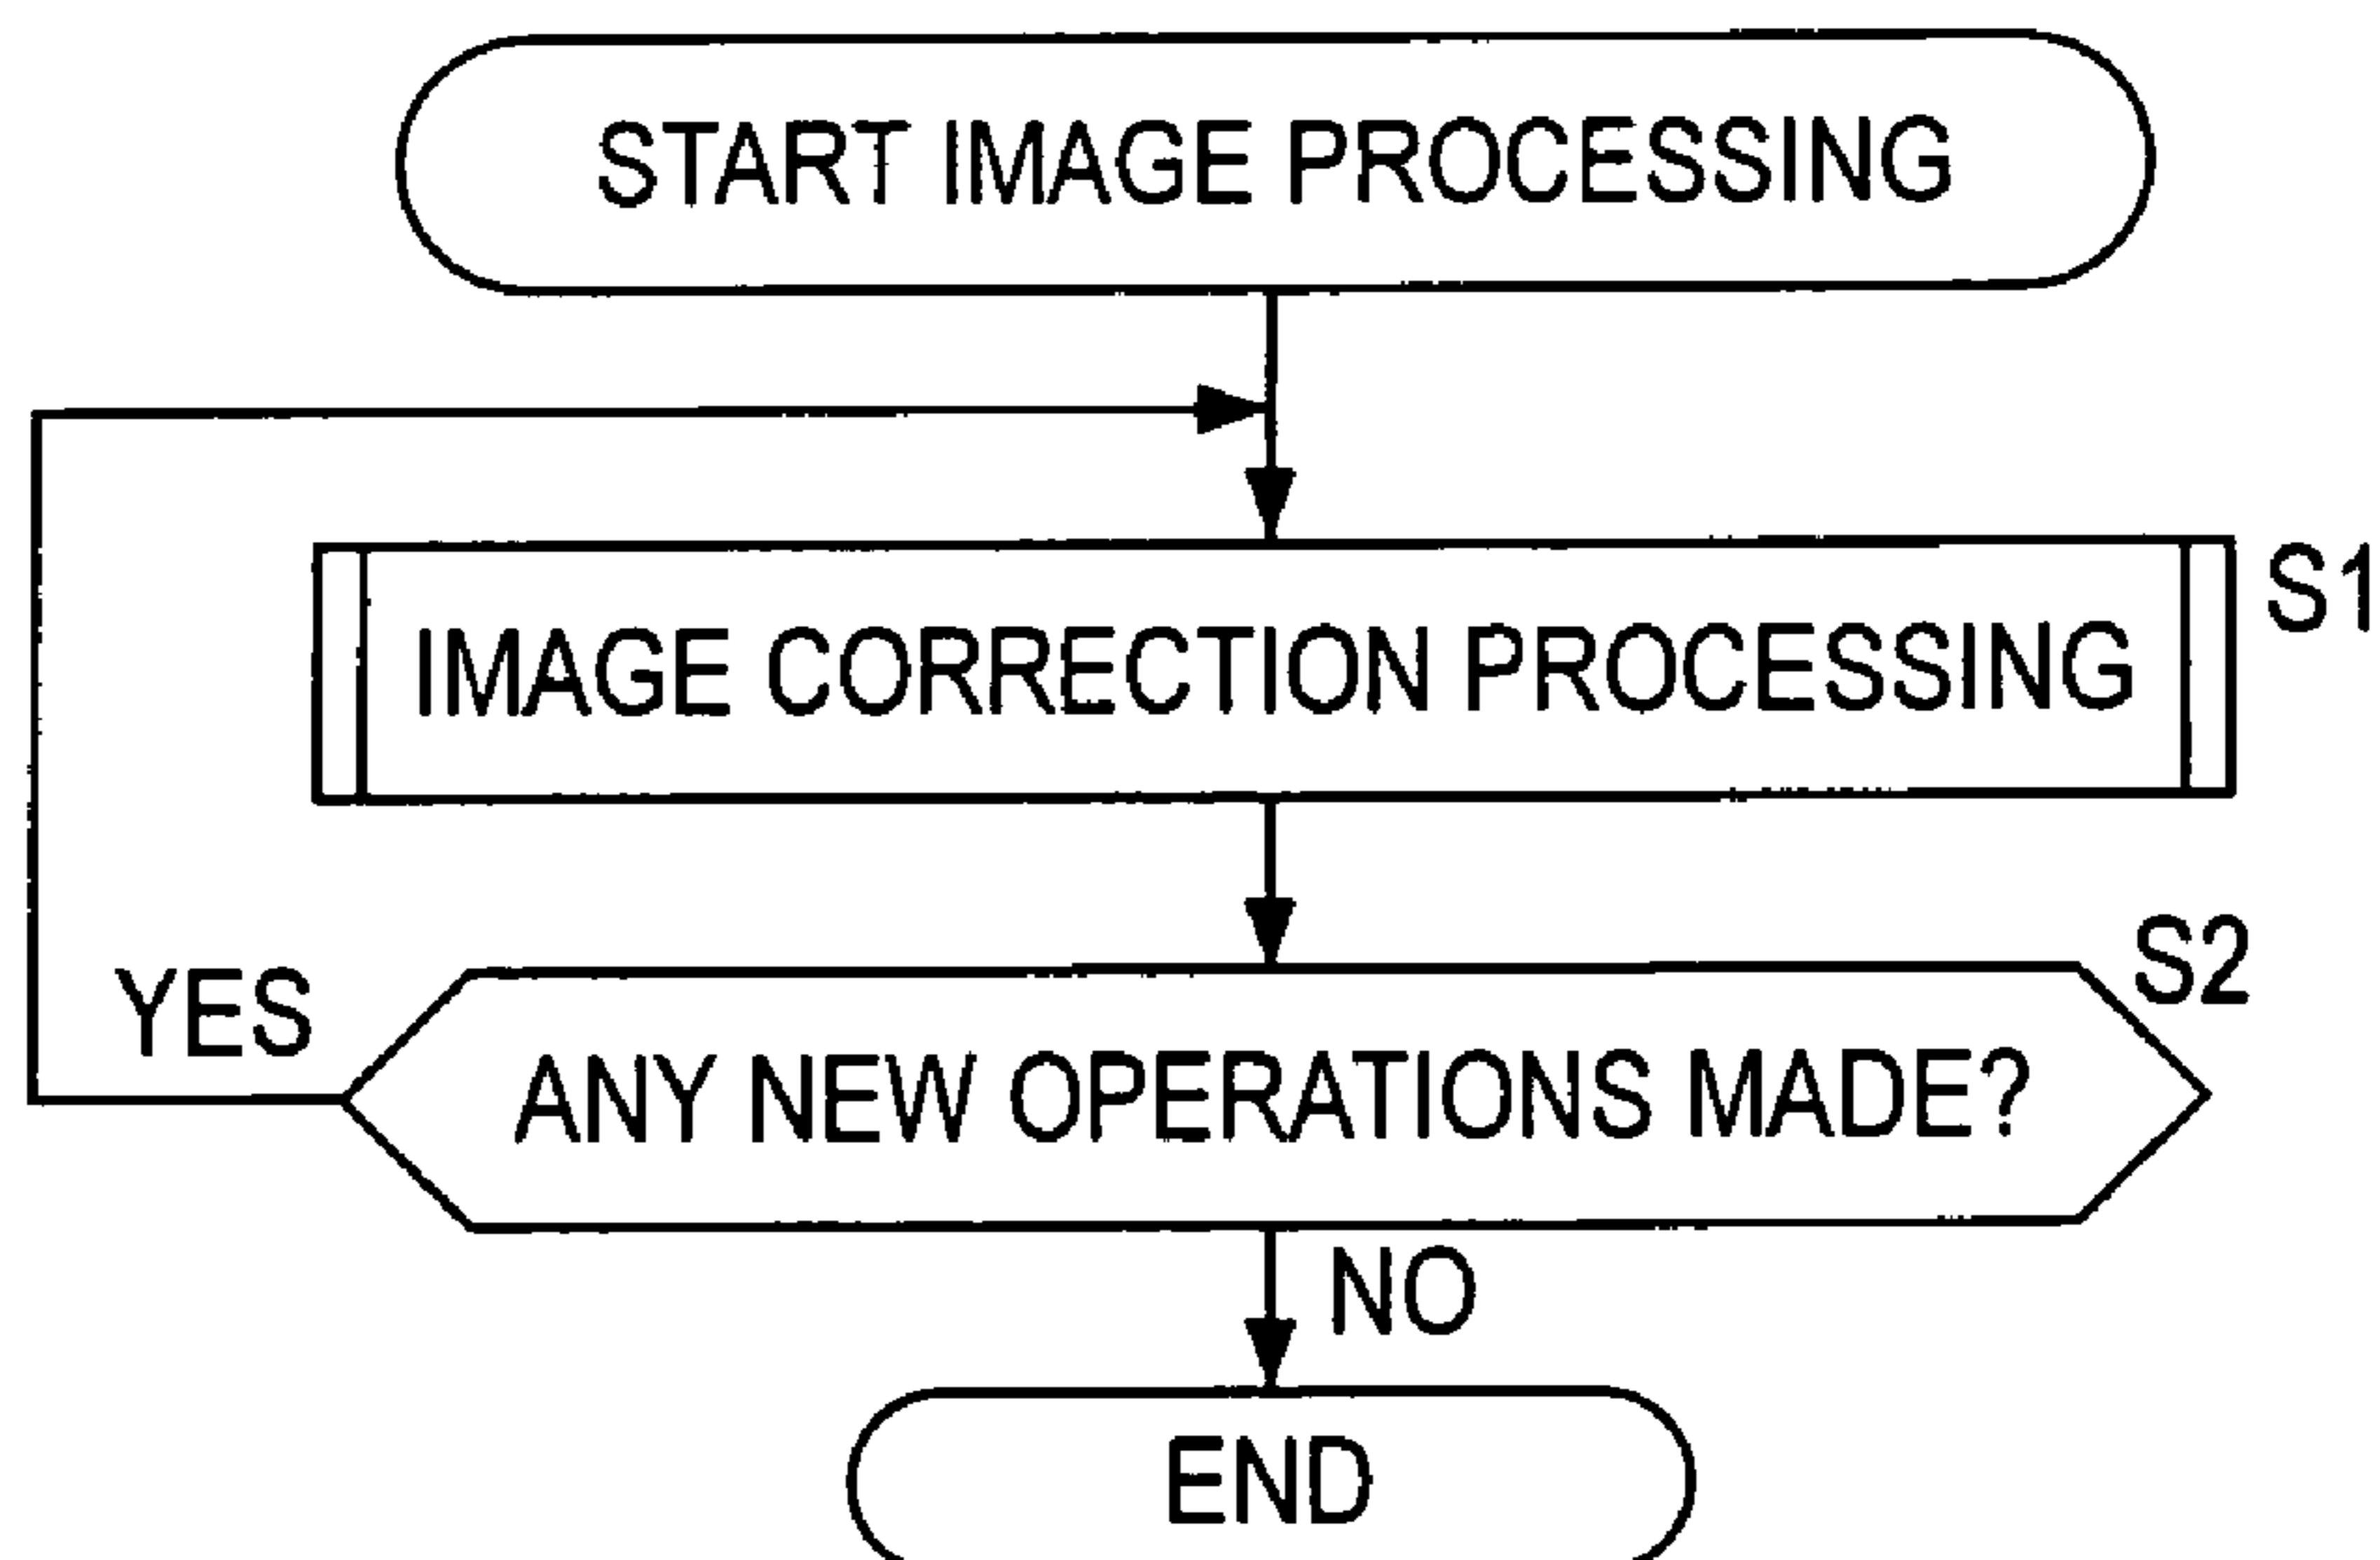 START IMAGE PROCESSING
S1
IMAGE CORRECTION PROCESSING
S2
YES
ANY NEW OPERATIONS MADE?
NO
END